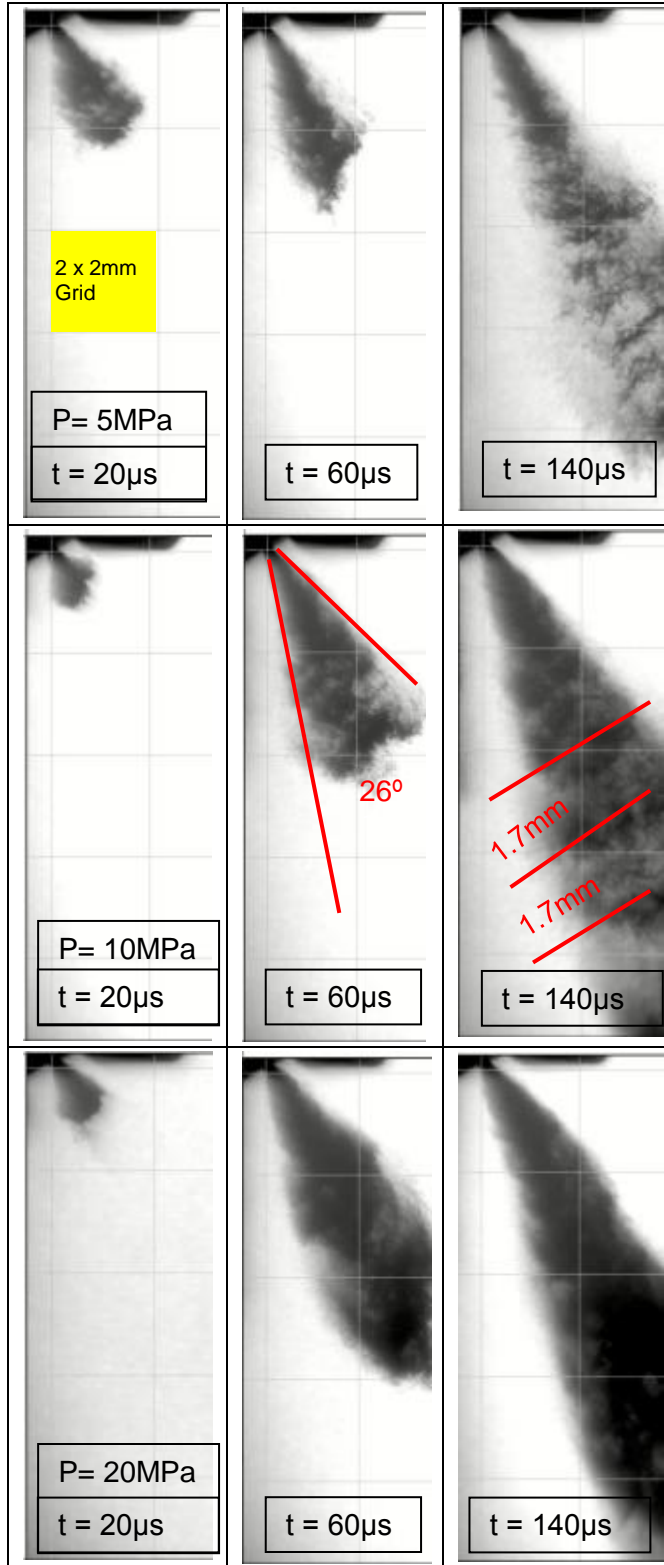 2 x 2mm
Grid
P= 5MPa
t = 20µs
t = 60µs
t = 140µs
26º
1.7mm
1.7mm
P= 10MPa
t = 20µs
t = 60µs
t = 140µs
P= 20MPa
t = 20µs
t = 60µs
t = 140µs